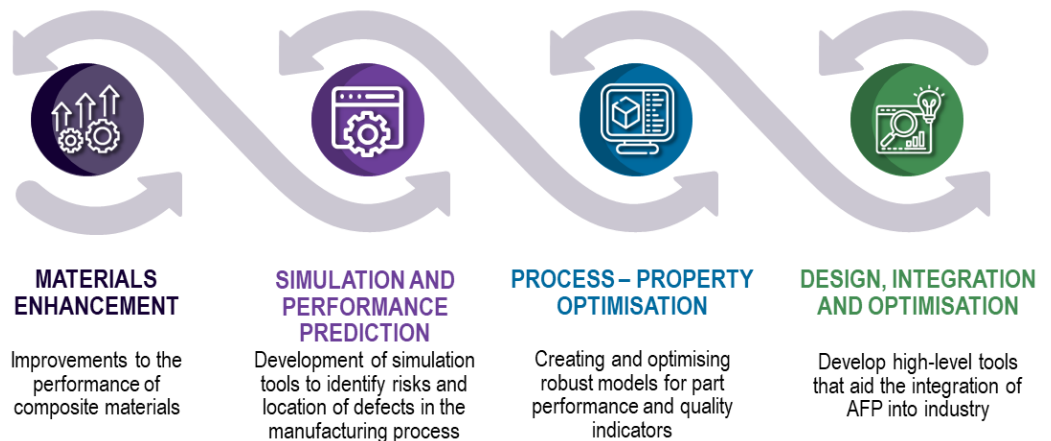 MATERIALS
ENHANCEMENT
Improvements to the
performance of
composite materials
SIMULATION AND
PERFORMANCE
PREDICTION
Development of simulation
tools to identify risks and
location of defects in the
manufacturing process
PROCESS – PROPERTY
OPTIMISATION
Creating and optimising
robust models for part
performance and quality
indicators
DESIGN, INTEGRATION
AND OPTIMISATION
Develop high-level tools
that aid the integration of
AFP into industry